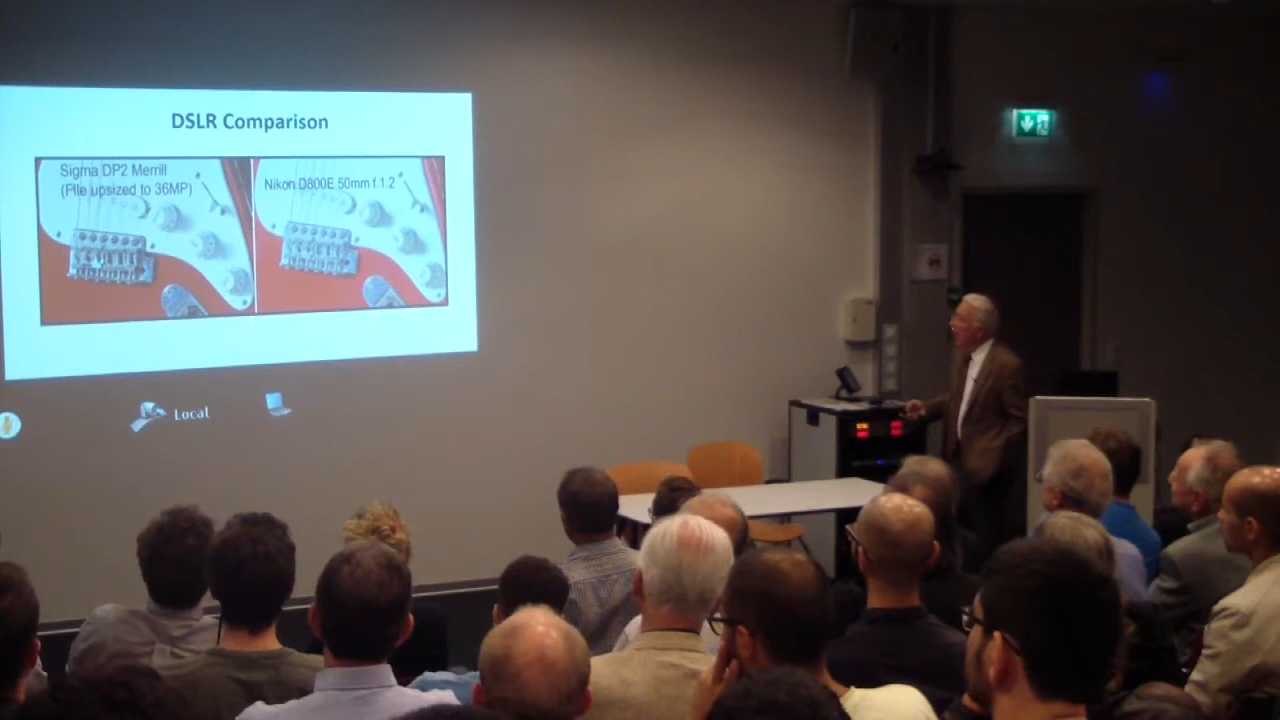 DSLR Comparison
Sigma DP2 Merrill
(File upsized to 36MP)
Nikon D800E 50mm f.1.2
Local